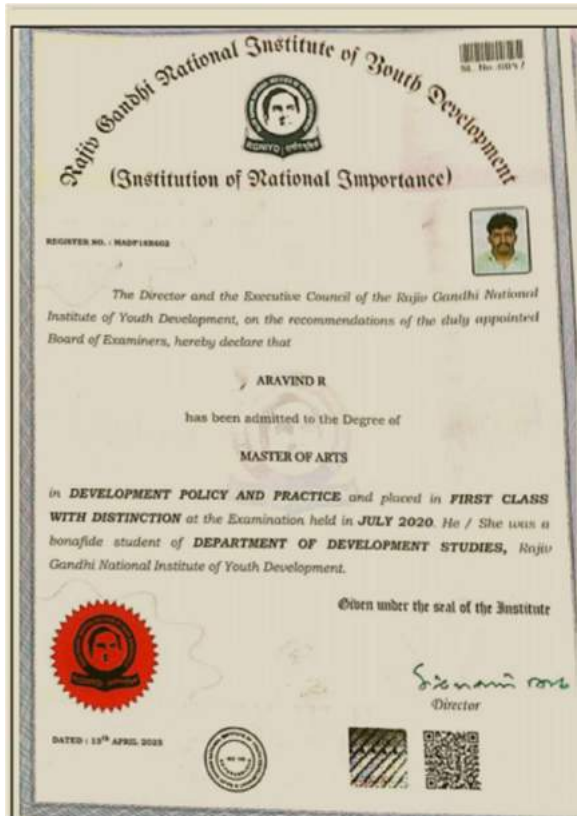 Rajiv Gandhi National Institute of Youth Development
(Institution of National Importance)
REGISTER NO. :
The Director and the Executive Council of the Rajiv Gandhi National
Institute of Youth Development, on the recommendations of the duly appointed
Board of Examiners, hereby declare that
ARAVIND R
has been admitted to the Degree of
MASTER OF ARTS
in DEVELOPMENT POLICY AND PRACTICE and placed in FIRST CLASS
WITH DISTINCTION at the Examination held in JULY 2020. He / She was a
bonafide student of DEPARTMENT OF DEVELOPMENT STUDIES, Rajiv
Gandhi National Institute of Youth Development.
Given under the seal of the Institute
Director
DATED : APRIL